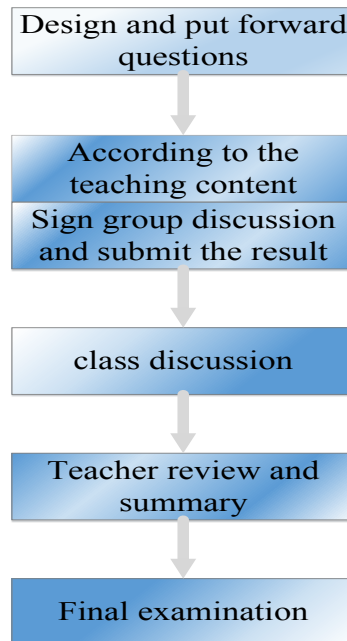 Design and put forward
questions
According to the
teaching content
Sign group discussion
and submit the result
class discussion
Teacher review and
summary
Final examination